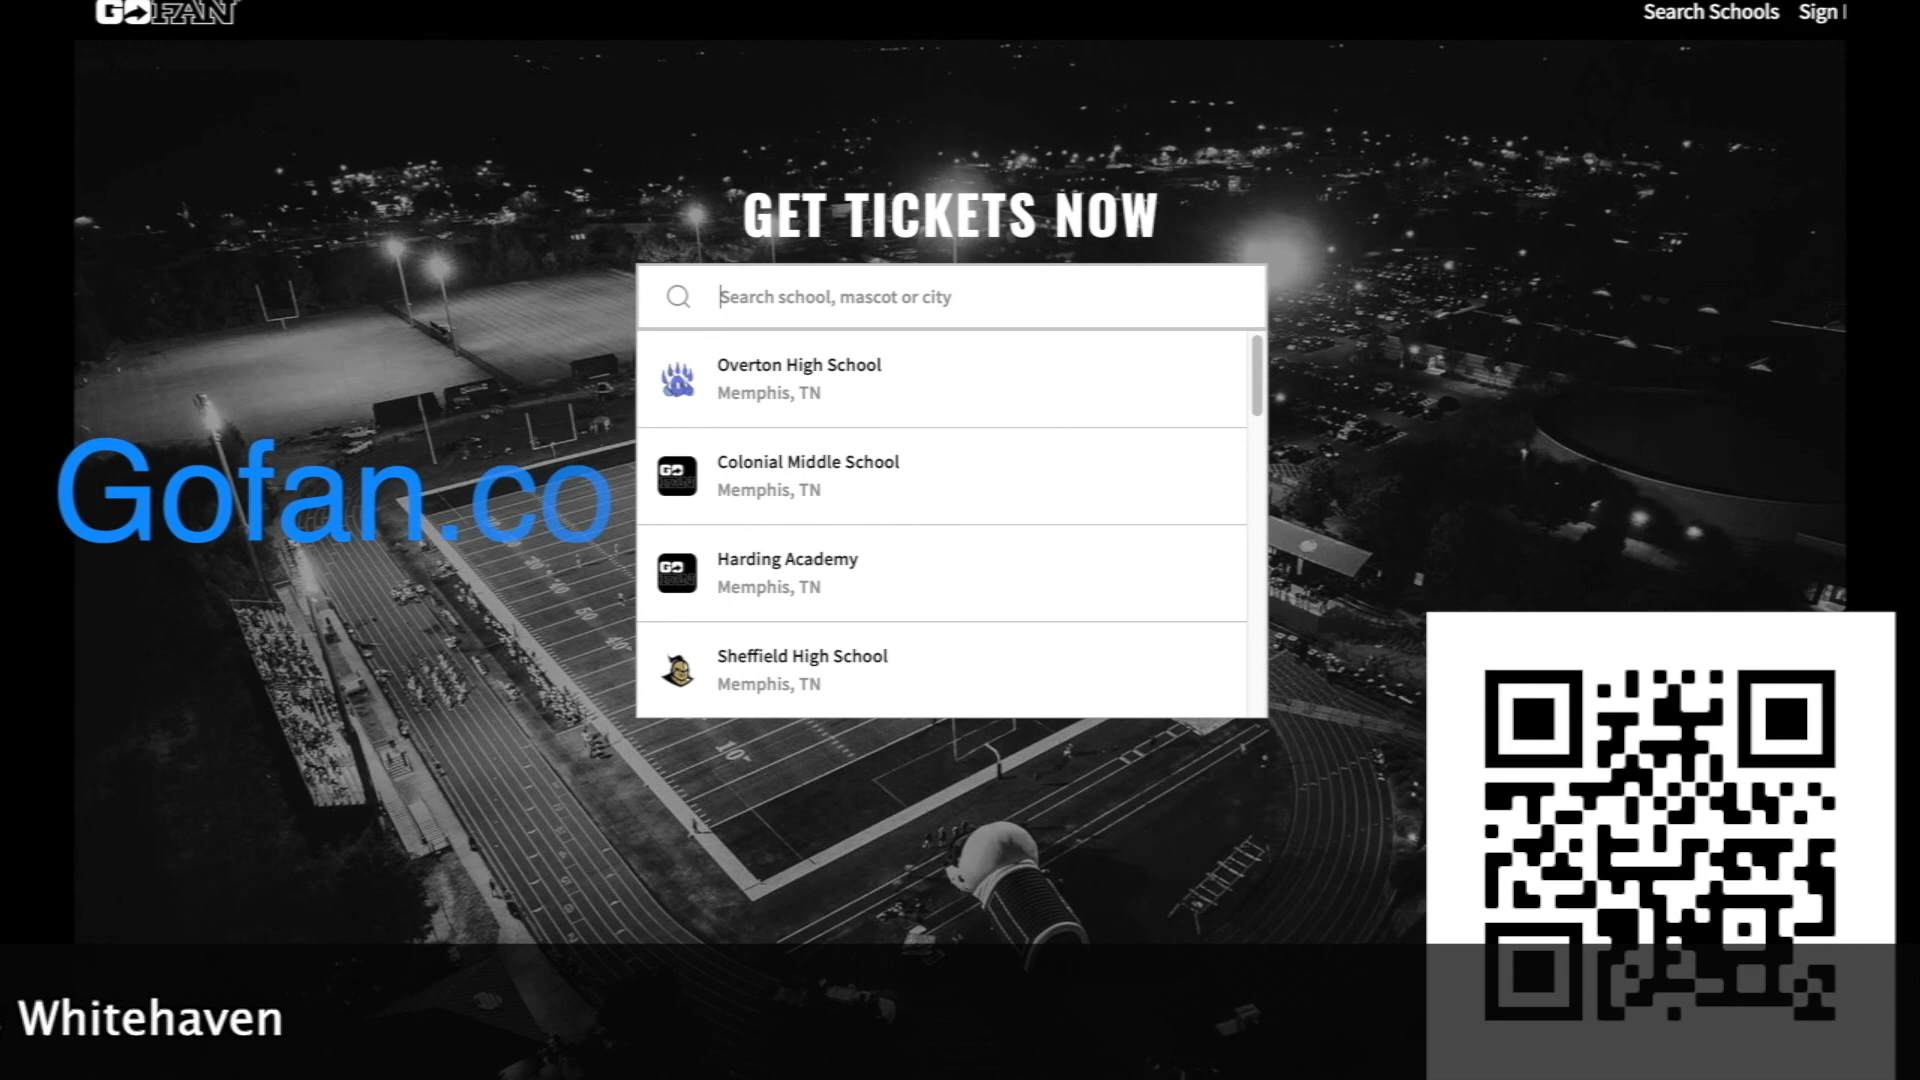 GOFAN
Search Schools Sign
GET TICKETS NOW
Search school, mascot or city
Overton High School
Memphis, TN
Colonial Middle School
Memphis, TN
Harding Academy
Memphis, TN
Sheffield High School
Memphis, TN
Gofan.co
Whitehaven